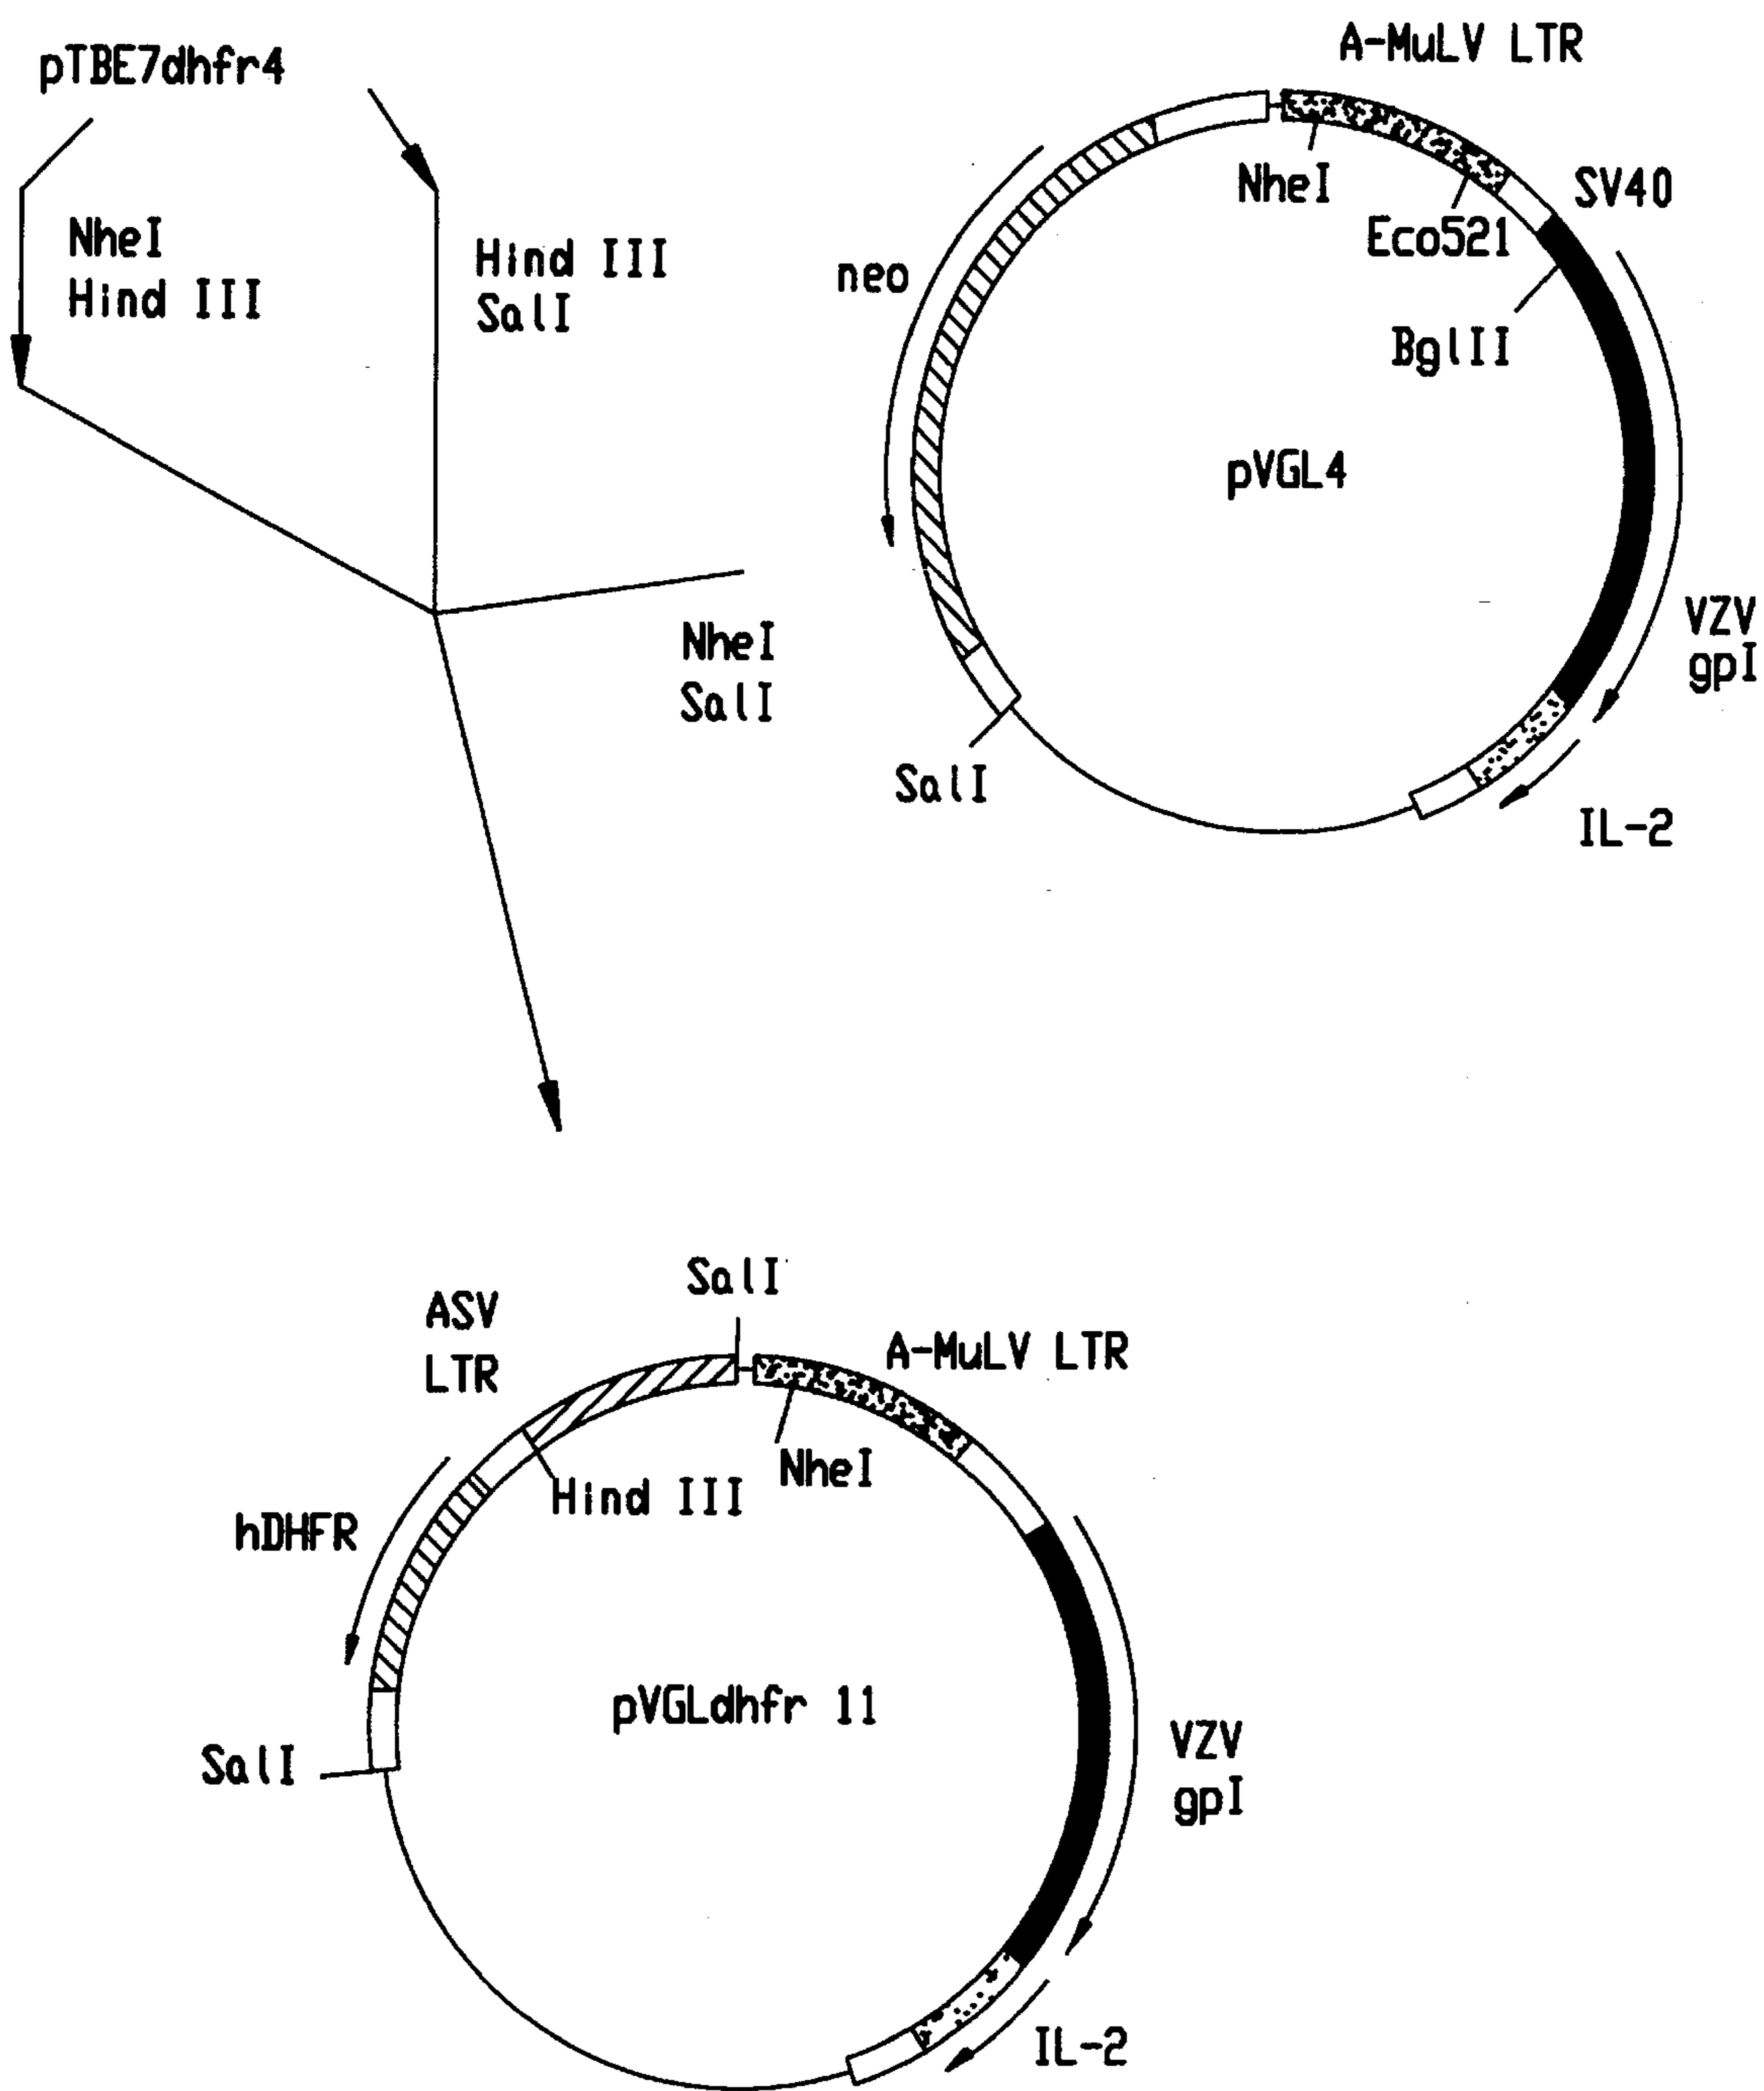 pTBE7dhfr4
NheI
Hind III
Hind III
SalI
NheI
SalI
A-MuLV LTR
NheI
SV40
Eco521
BglII
neo
pVGL4
VZV
gpI
SalI
IL-2
SalI
ASV
LTR
A-MuLV LTR
NheI
Hind III
hDHFR
pVGLdhfr 11
SalI
VZV
gpI
IL-2